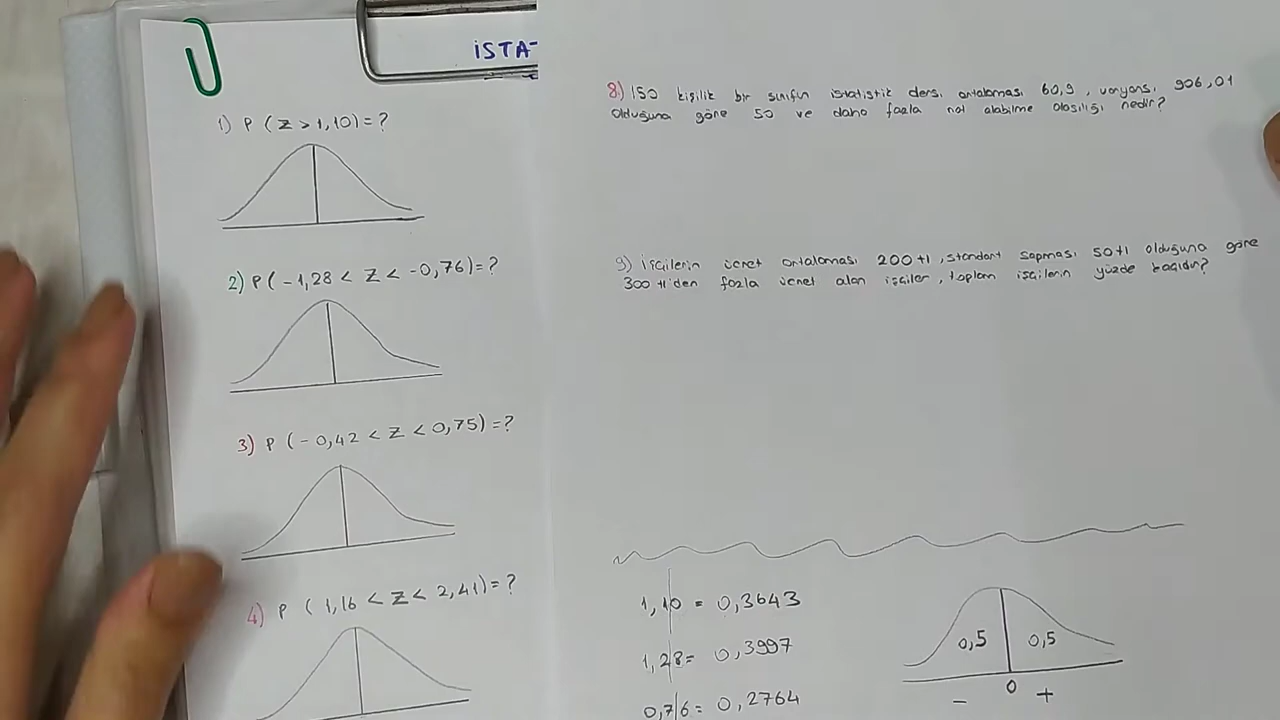 İSTA
1) P (Z > 1,10) = ?
2) P ( -1,28 < Z < -0,76) = ?
3) P ( - 0,42 < Z < 0,75) = ?
4) P ( 1,16 < Z < 2,41) = ?
8) 150 kişilik bir sınıfın istatistik dersi ortalaması 60,9 , varyansı 906,01
olduğuna göre 50 ve daha fazla not alabilme olasılığı nedir?
9) İşçilerin ücret ortalaması 200 tl , standart sapması 50 tl olduğuna göre
300 tl'den fazla ücret alan işçiler , toplam işçilerin yüzde kaçıdır?
1,10 = 0,3643
1,28 = 0,3997
0,76 = 0,2764
0,5 0,5
- 0 +